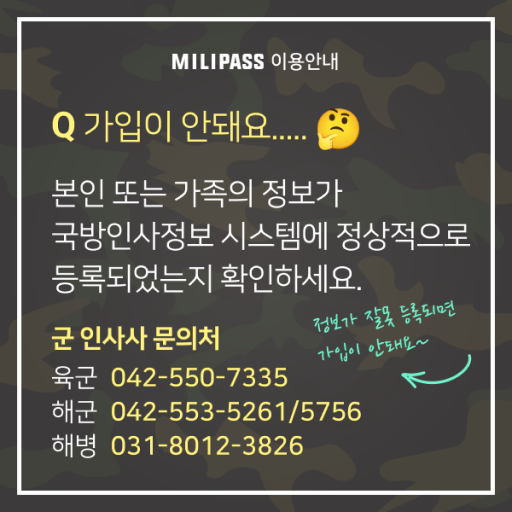 MILIPASS 이용안내
Q 가입이 안돼요.....
본인 또는 가족의 정보가
국방인사정보 시스템에 정상적으로
등록되었는지 확인하세요.
정보가 잘못 등록되면
가입이 안돼요~
군 인사사 문의처
육군 042-550-7335
해군 042-553-5261/5756
해병 031-8012-3826